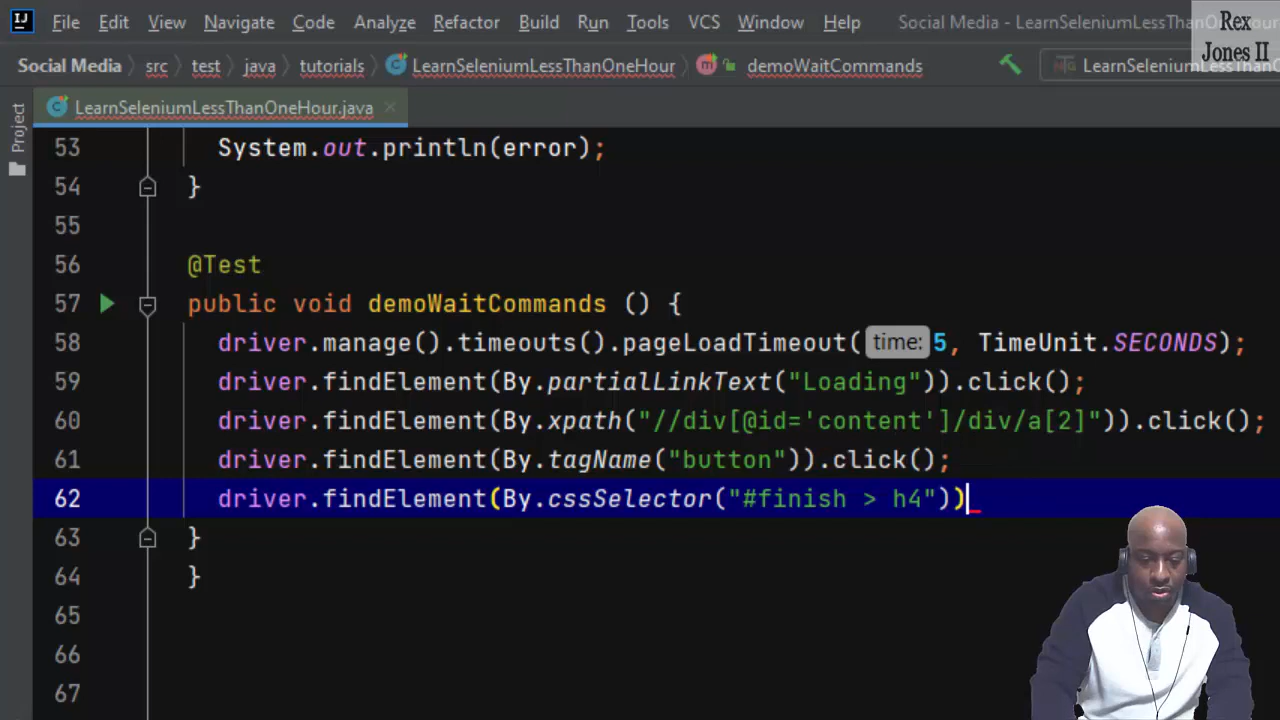 IJ File Edit View Navigate Code Analyze Refactor Build Run Tools VCS Window Help Social Media - LearnSeleniumLessThanOneHour
Rex
Jones II
Social Media src test java tutorials LearnSeleniumLessThanOneHour demoWaitCommands LearnSeleniumLessThan
LearnSeleniumLessThanOneHour.java
Project
53 System.out.println(error);
54 }
55
56 @Test
57 public void demoWaitCommands () {
58 driver.manage().timeouts().pageLoadTimeout( time: 5, TimeUnit.SECONDS);
59 driver.findElement(By.partialLinkText("Loading")).click();
60 driver.findElement(By.xpath("//div[@id='content']/div/a[2]")).click();
61 driver.findElement(By.tagName("button")).click();
62 driver.findElement(By.cssSelector("#finish > h4"))
63 }
64 }
65
66
67